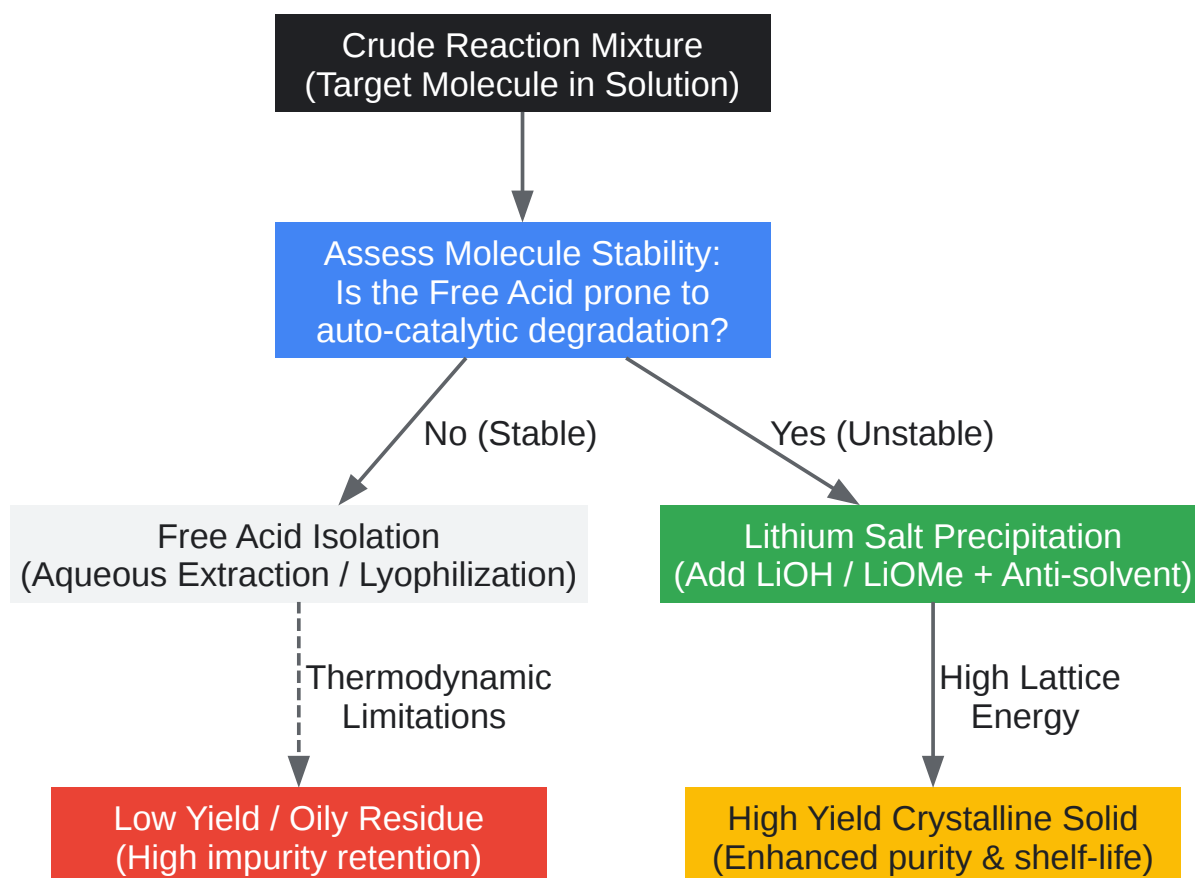 Crude Reaction Mixture
(Target Molecule in Solution)
Assess Molecule Stability:
Is the Free Acid prone to
auto-catalytic degradation?
No (Stable)
Yes (Unstable)
Free Acid Isolation
(Aqueous Extraction / Lyophilization)
Lithium Salt Precipitation
(Add LiOH / LiOMe + Anti-solvent)
Thermodynamic
Limitations
High Lattice
Energy
Low Yield / Oily Residue
(High impurity retention)
High Yield Crystalline Solid
(Enhanced purity & shelf-life)